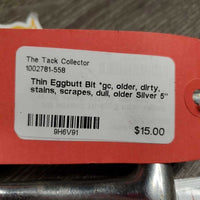 The Tack Collector
1002781-558
Thin Eggbutt Bit *gc, older, dirty,
stains, scrapes, dull, older Silver 5"
9H6V91
$15.00